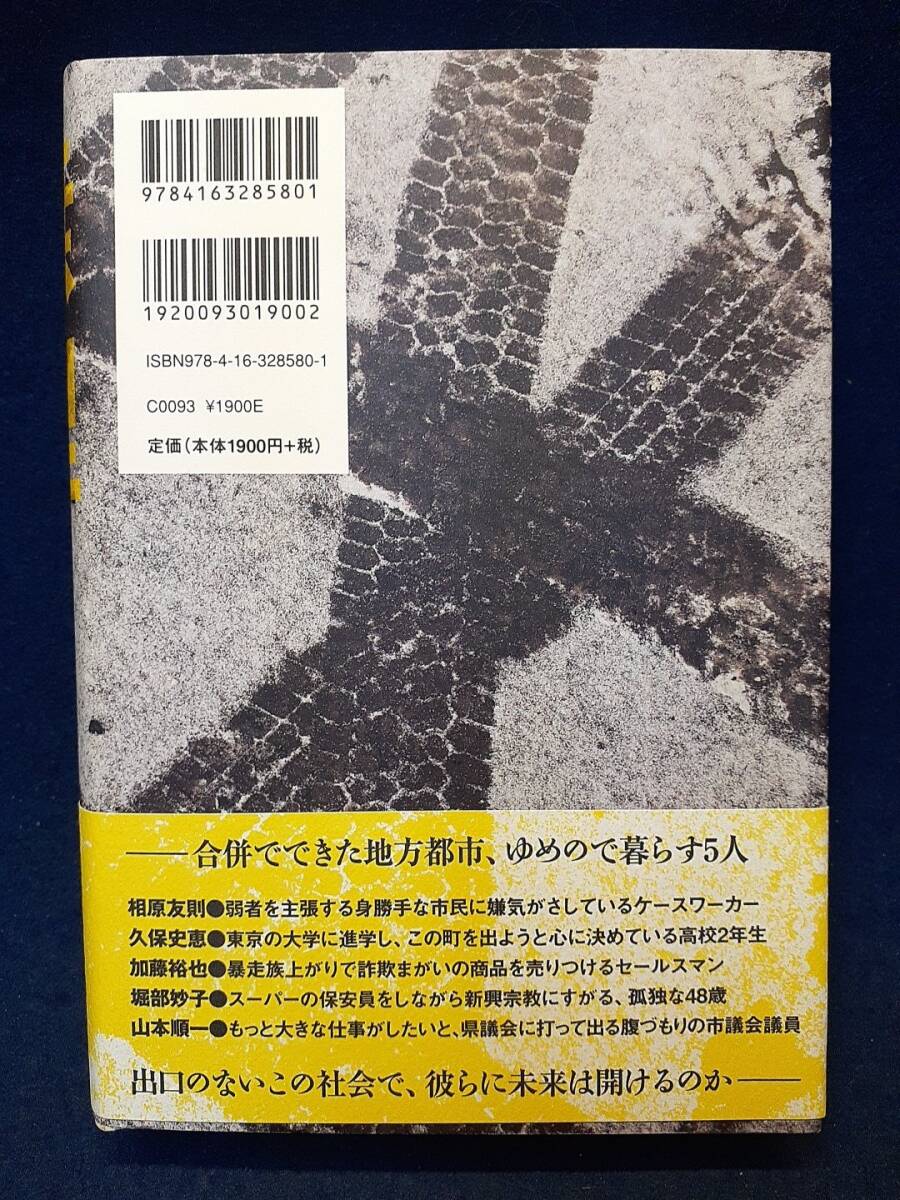 9784163285801
1920093019002
ISBN978-4-16-328580-1
C0093 ¥1900E
定価(本体1900円+税)
――合併でできた地方都市、ゆめので暮らす5人
相原友則●弱者を主張する身勝手な市民に嫌気がさしているケースワーカー
久保史恵●東京の大学に進学し、この町を出ようと心に決めている高校2年生
加藤裕也●暴走族上がりで詐欺まがいの商品を売りつけるセールスマン
堀部妙子●スーパーの保安員をしながら新興宗教にすがる、孤独な48歳
山本順一●もっと大きな仕事がしたいと、県議会に打って出る腹づもりの市議会議員
出口のないこの社会で、彼らに未来は開けるのか――